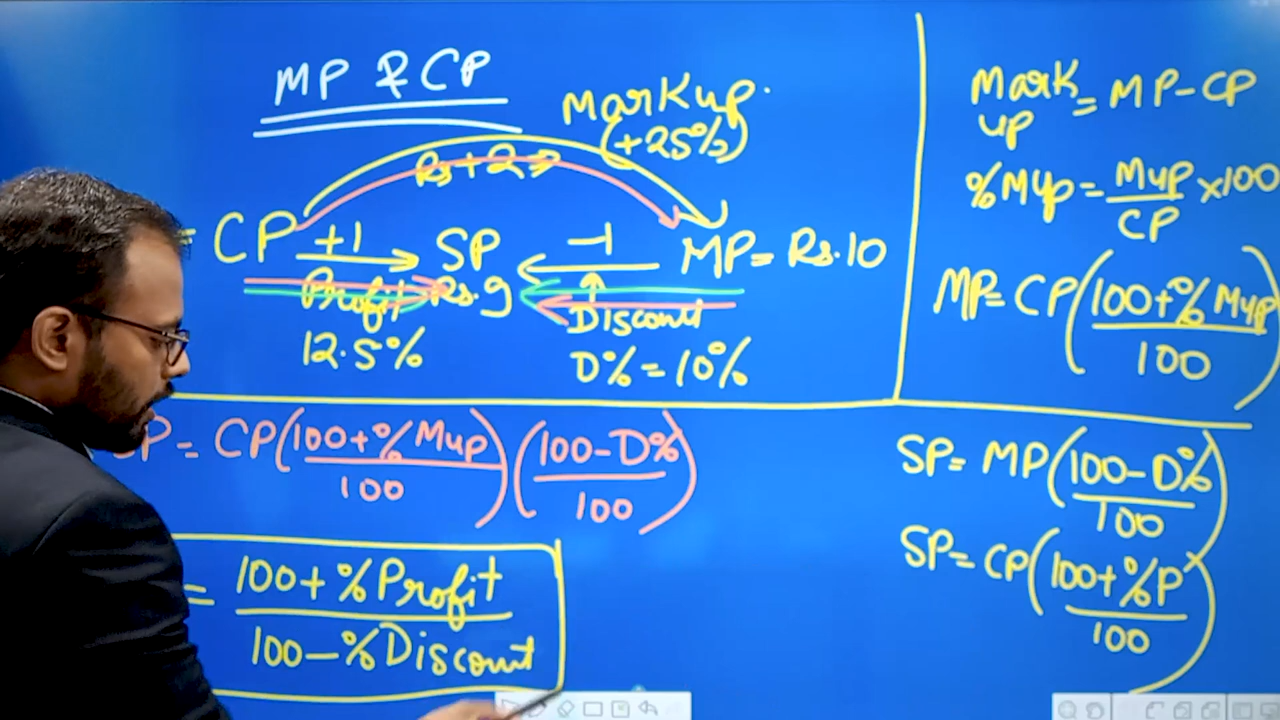 MP & CP
Markup
(+25%)
Rs +2
= CP +1 SP -1 MP = Rs. 10
Profit Rs. 9 Discount
12.5% D% = 10%
Mark up = MP - CP
% Mup = Mup / CP × 100
MP = CP ( 100 + % Mup / 100 )
P = CP ( 100 + % Mup / 100 ) ( 100 - D% / 100 )
SP = MP ( 100 - D% / 100 )
SP = CP ( 100 + % P / 100 )
= 100 + % Profit / 100 - % Discount